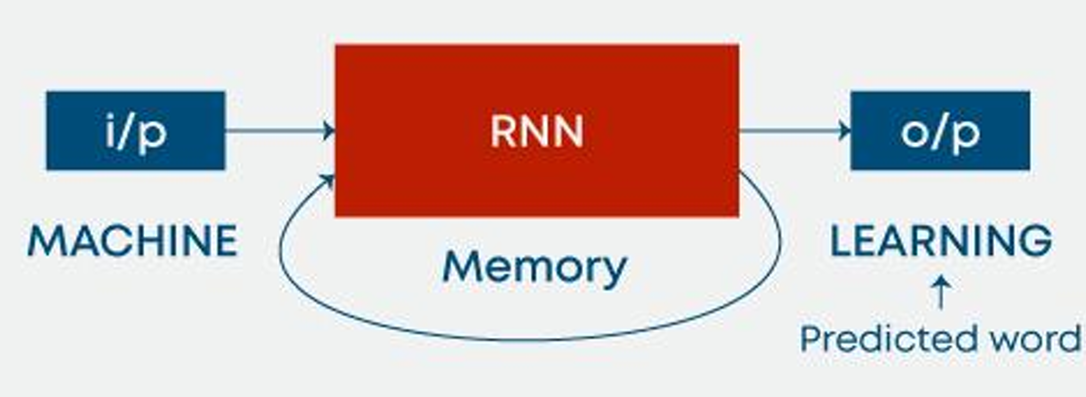 i/p
RNN
o/p
MACHINE
Memory
LEARNING
Predicted word